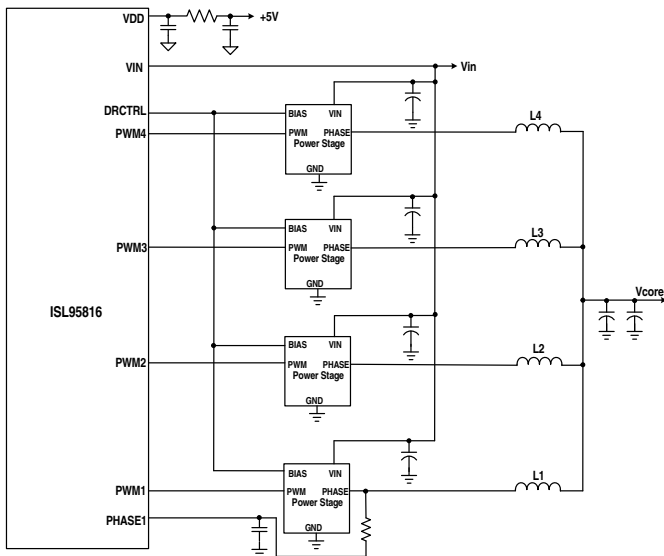 VDD
+5V
VIN
Vin
DRCTRL
BIAS
VIN
L4
PWM4
PWM
PHASE
Power Stage
GND
BIAS
VIN
L3
PWM3
PWM
PHASE
Power Stage
GND
Vcore
ISL95816
BIAS
VIN
L2
PWM2
PWM
PHASE
Power Stage
GND
BIAS
VIN
L1
PWM1
PWM
PHASE
Power Stage
PHASE1
GND